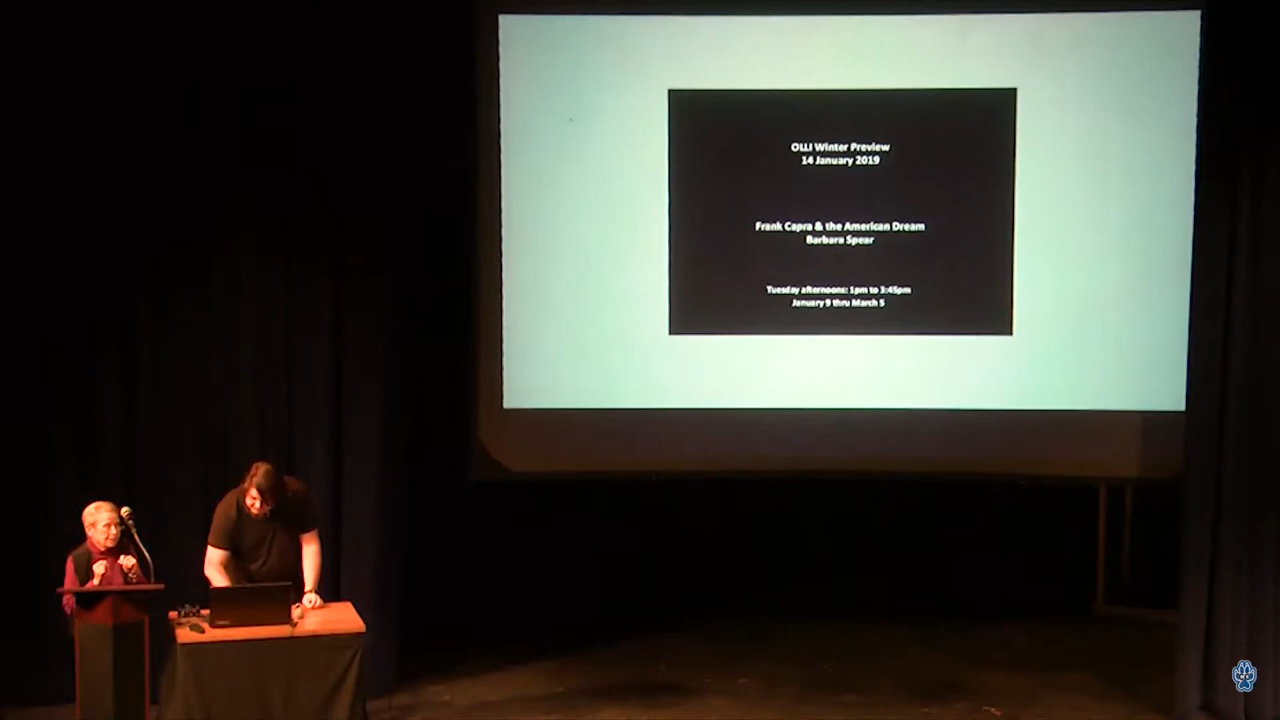 OLLI Winter Preview
14 January 2019
Frank Capra & the American Dream
Barbara Spear
Tuesday afternoons: 1pm to 3:45pm
January 9 thru March 5